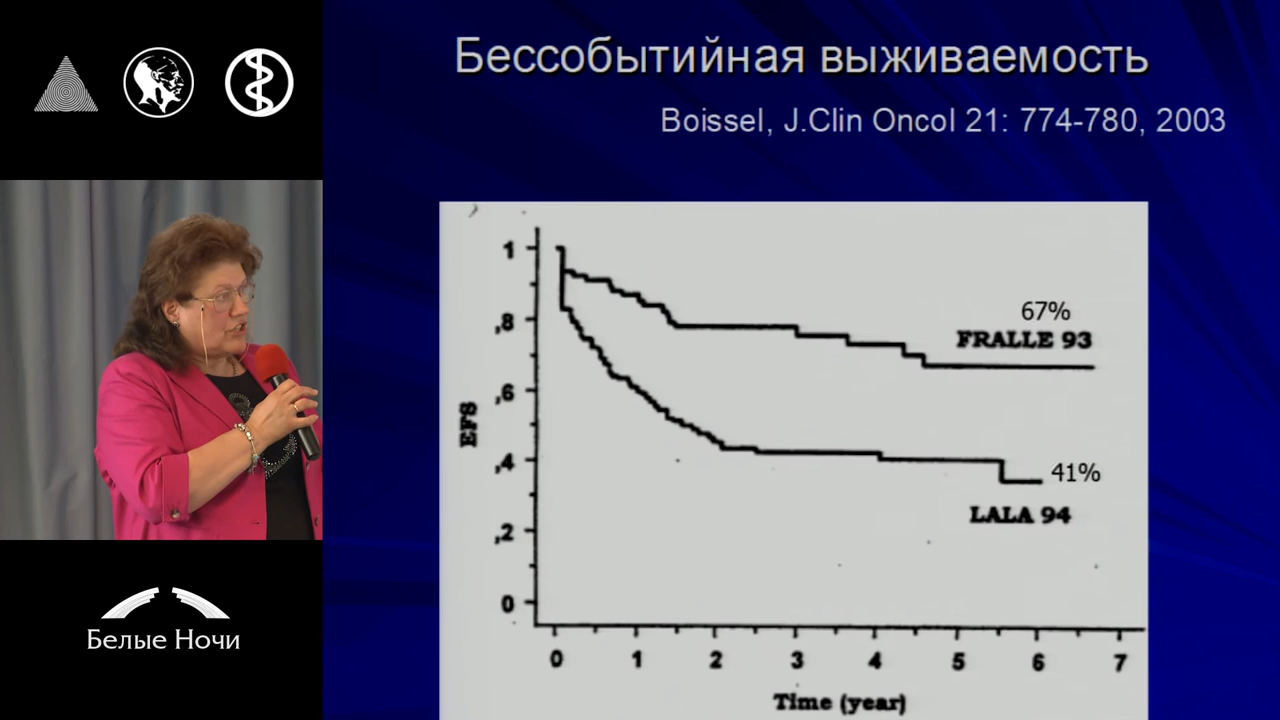 Бессобытийная выживаемость
Boissel, J.Clin Oncol 21: 774-780, 2003
1
,8
,6
,4
,2
0
EFS
67%
FRALLE 93
41%
LALA 94
0 1 2 3 4 5 6 7
Time (year)
Белые Ночи